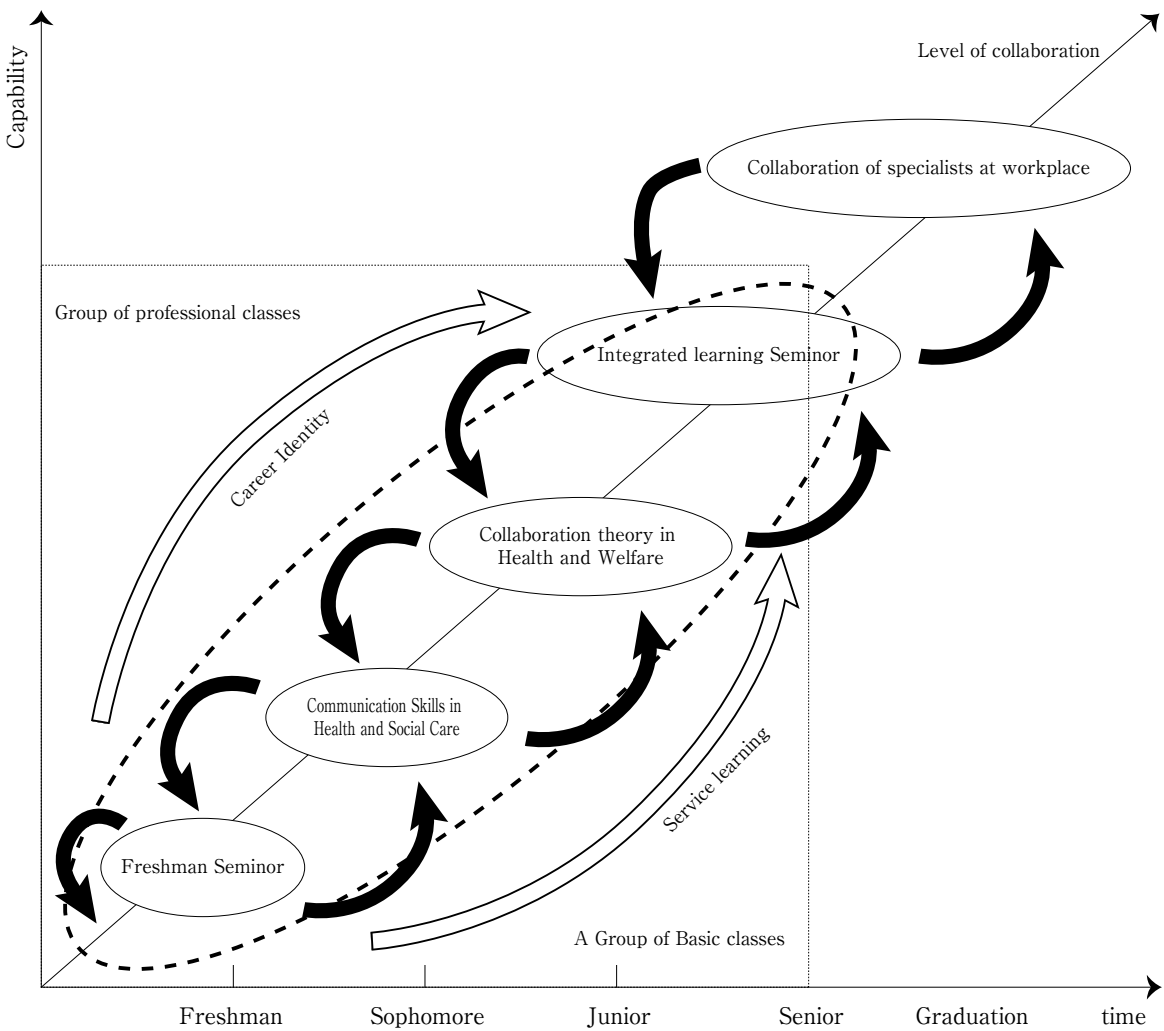 Capability
Level of collaboration
Collaboration of specialists at workplace
Group of professional classes
Integrated learning Seminor
Career Identity
Collaboration theory in
Health and Welfare
Communication Skills in
Health and Social Care
Service learning
Freshman Seminor
A Group of Basic classes
Freshman
Sophomore
Junior
Senior
Graduation
time